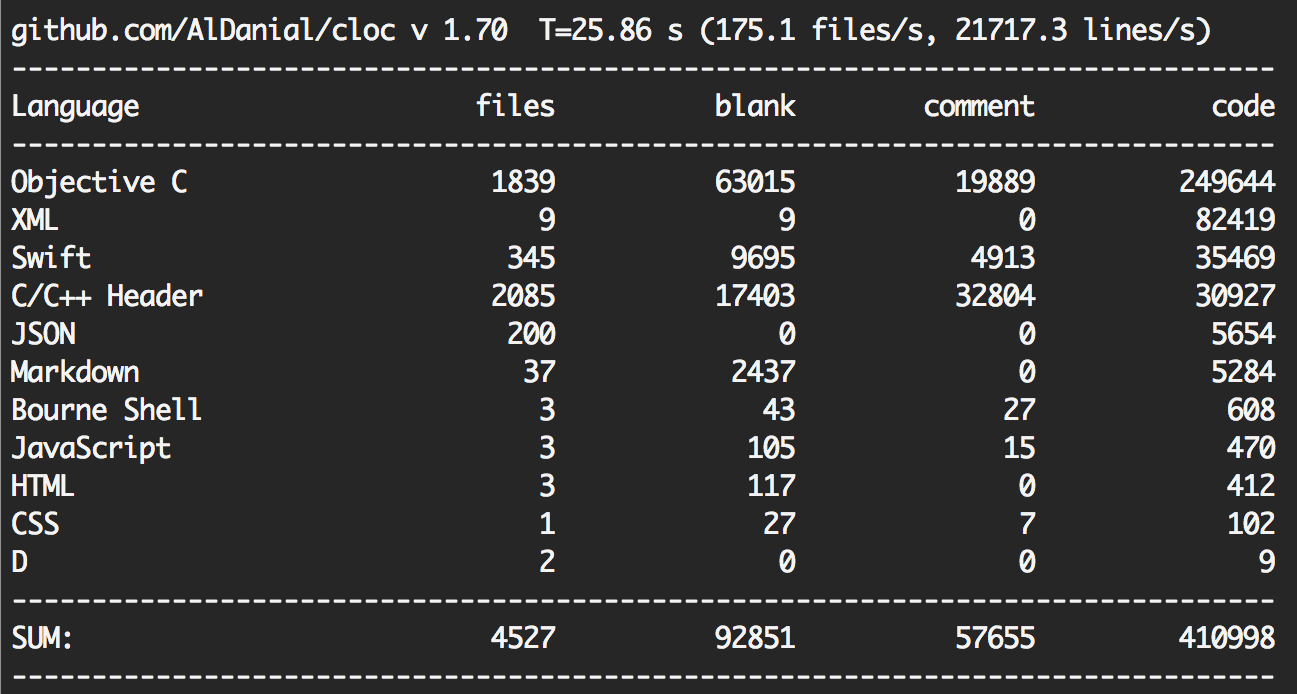 github.com/AlDanial/cloc v 1.70  T=25.86 s (175.1 files/s, 21717.3 lines/s)
-------------------------------------------------------------------------------
Language                     files          blank        comment           code
-------------------------------------------------------------------------------
Objective C                   1839          63015          19889         249644
XML                              9              9              0          82419
Swift                          345           9695           4913          35469
C/C++ Header                  2085          17403          32804          30927
JSON                           200              0              0           5654
Markdown                        37           2437              0           5284
Bourne Shell                     3             43             27            608
JavaScript                       3            105             15            470
HTML                             3            117              0            412
CSS                              1             27              7            102
D                                2              0              0              9
-------------------------------------------------------------------------------
SUM:                          4527          92851          57655         410998
-------------------------------------------------------------------------------